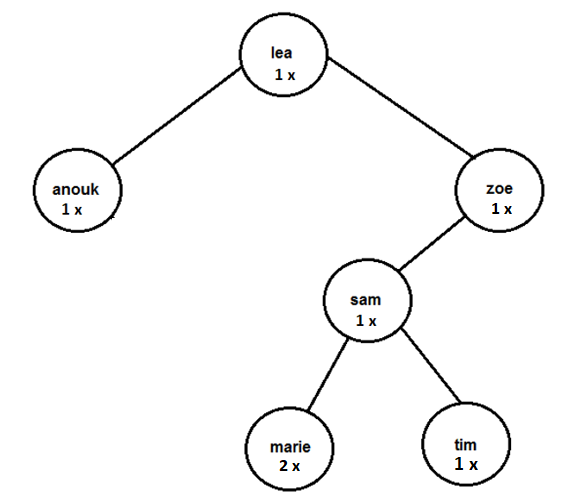 lea
1 x
anouk
1 x
zoe
1 x
sam
1 x
marie
2 x
tim
1 x